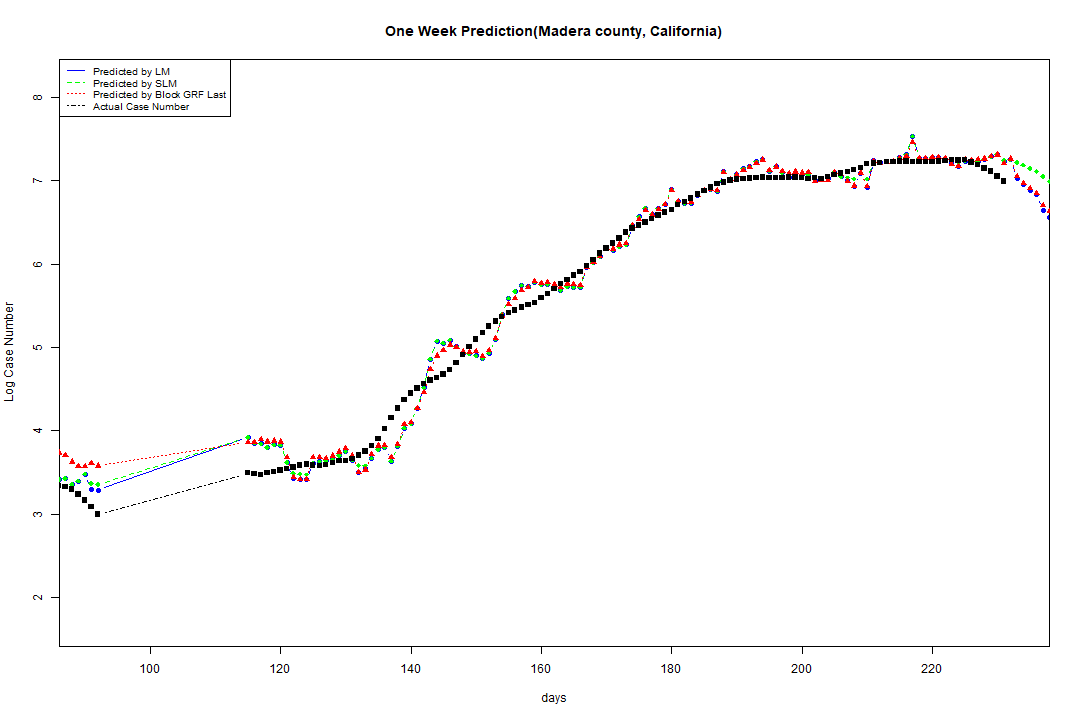 One Week Prediction(Madera county, California)
Predicted by LM
Predicted by SLM
Predicted by Block GRF Last
Actual Case Number
8
7
6
5
4
3
2
Log Case Number
100 120 140 160 180 200 220
days